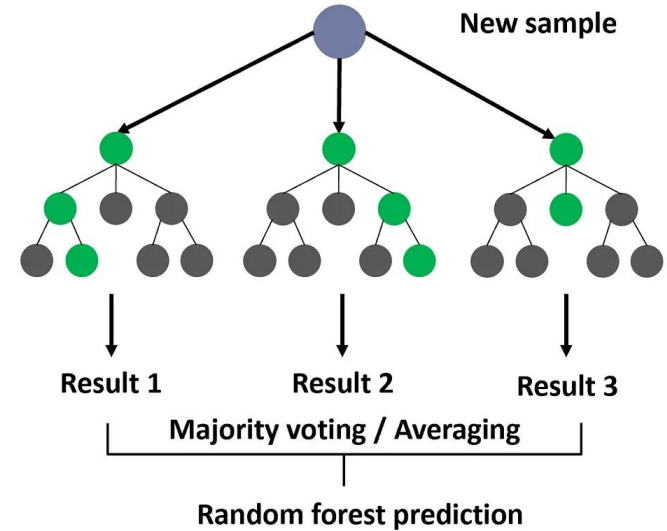 New sample
Result 1
Result 2
Result 3
Majority voting / Averaging
Random forest prediction